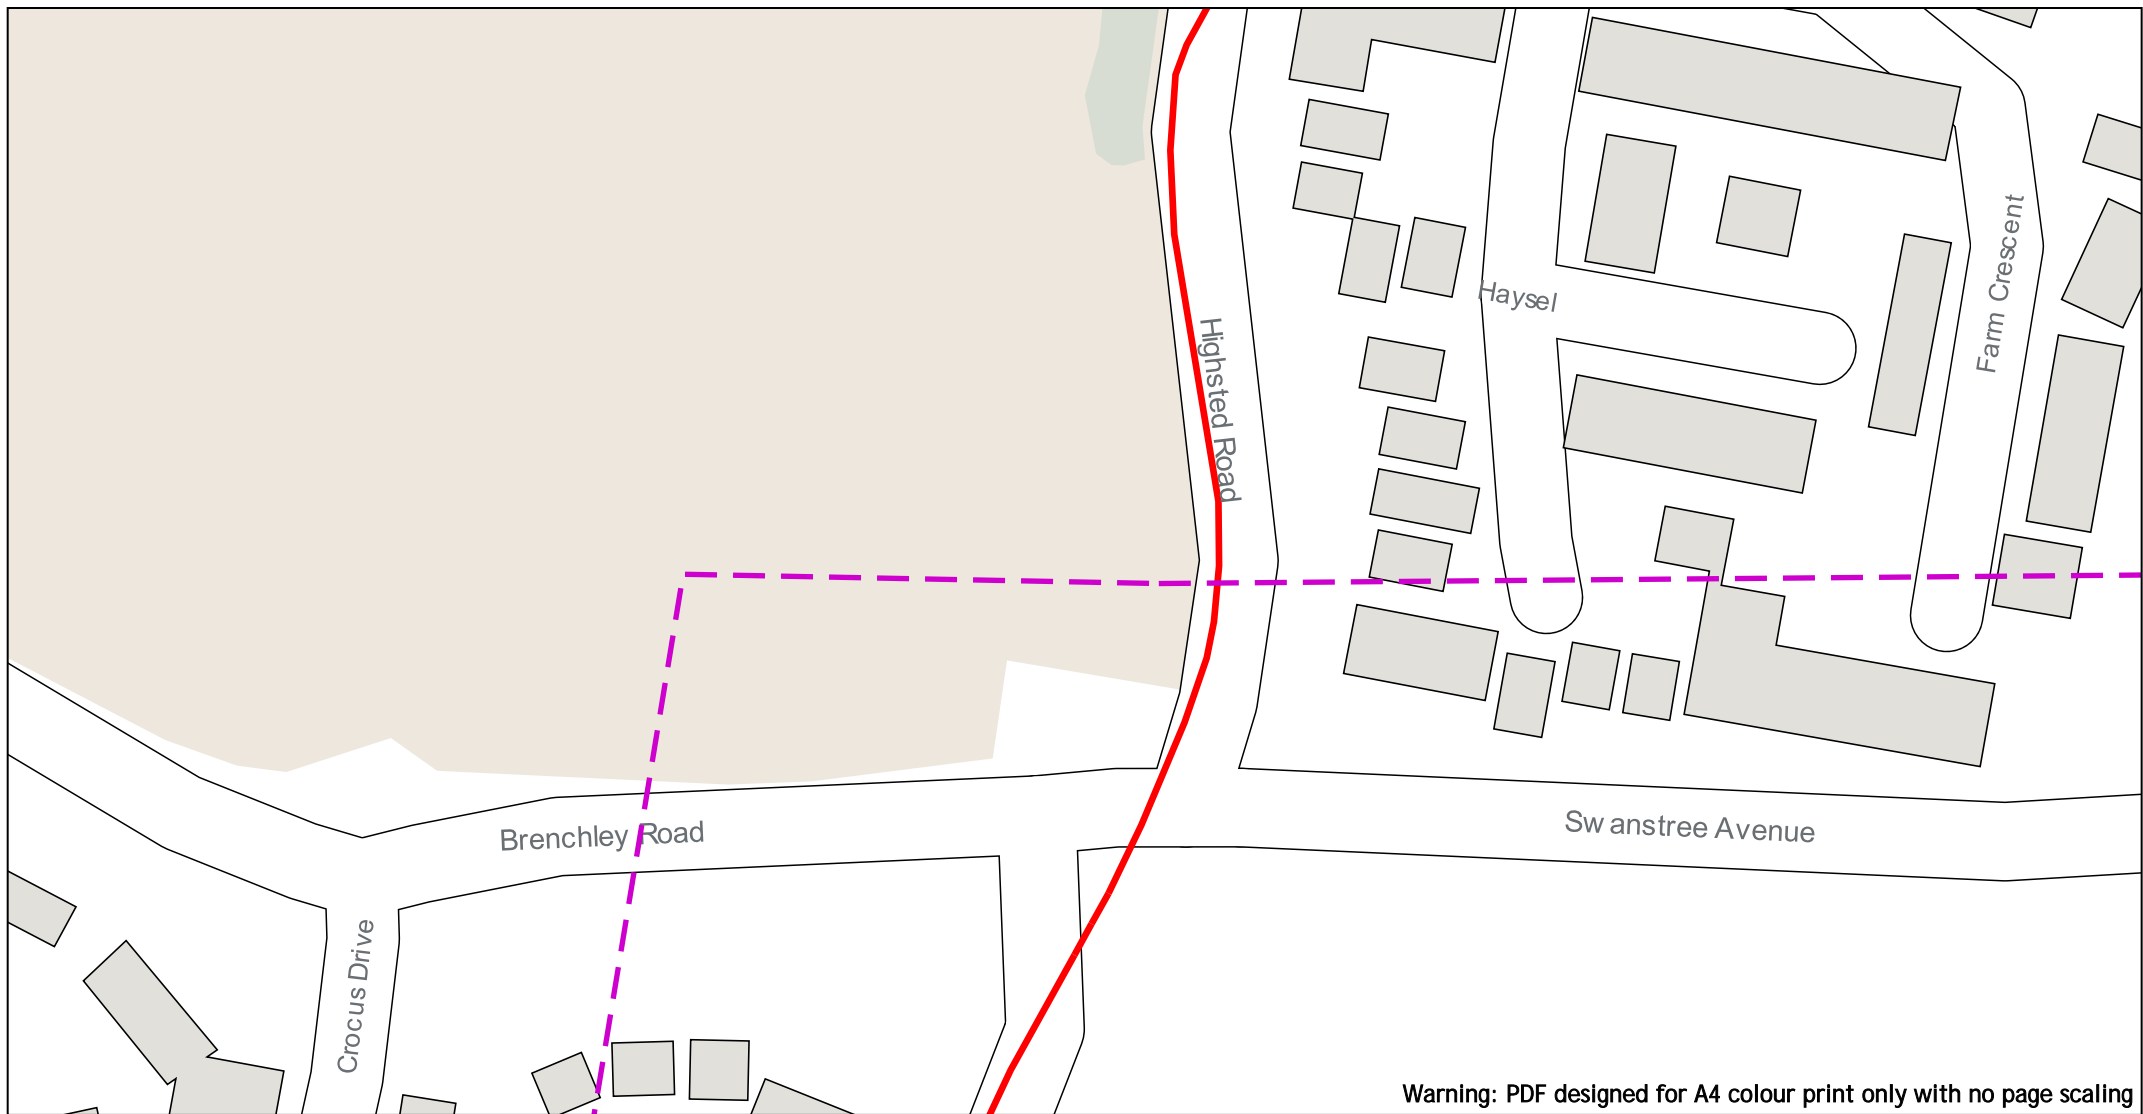 Farm Crescent
Haysel
Highsted Road
Swanstree Avenue
Brenchley Road
Crocus Drive
Warning: PDF designed for A4 colour print only with no page scaling